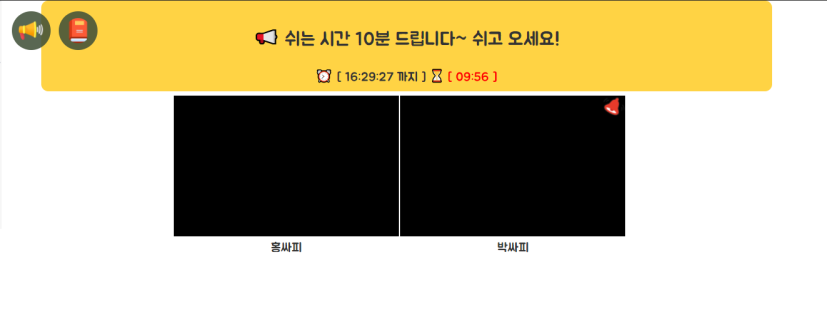 쉬는 시간 10분 드립니다~ 쉬고 오세요!
[ 16:29:27 까지 ] [ 09:56 ]
홍싸피 박싸피